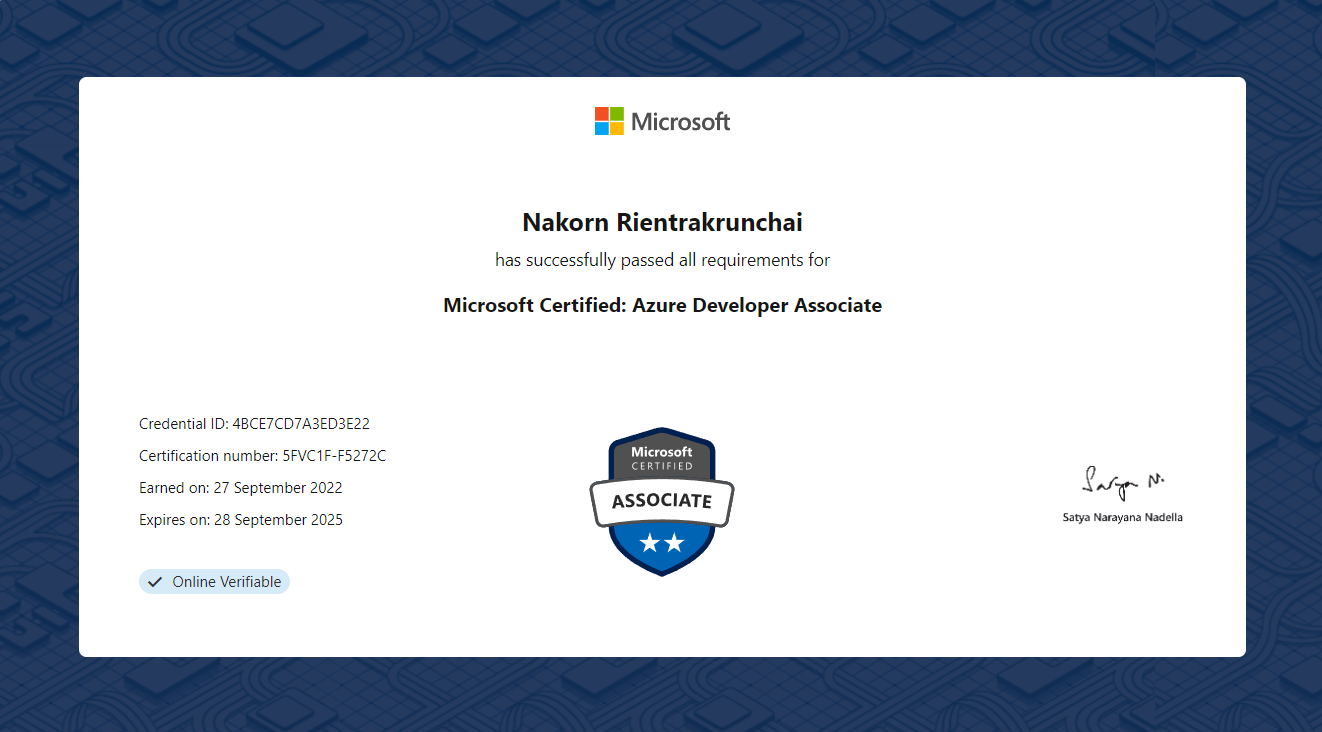 Microsoft
Nakorn Rientrakrunchai
has successfully passed all requirements for
Microsoft Certified: Azure Developer Associate
Credential ID: 4BCE7CD7A3ED3E22
Certification number: 5FVC1F-F5272C
Earned on: 27 September 2022
Expires on: 28 September 2025
Online Verifiable
Microsoft
CERTIFIED
ASSOCIATE
Satya N.
Satya Narayana Nadella